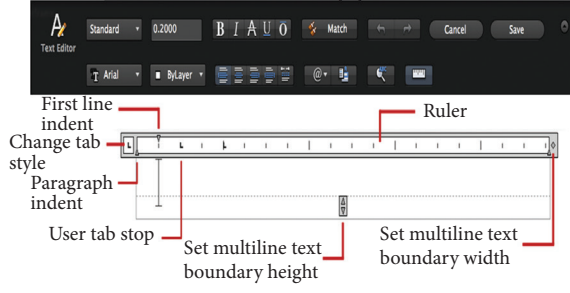 Standard 0.2000 B I A U O Match Cancel Save
Text Editor
T Arial ByLayer @
First line
indent
Ruler
Change tab
style
Paragraph
indent
User tab stop
Set multiline text
boundary height
Set multiline text
boundary width